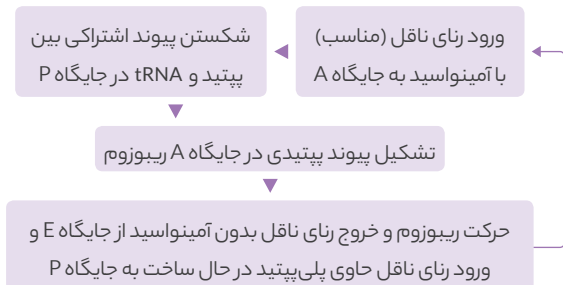 ورود رنای ناقل (مناسب)
با آمینواسید به جایگاه A
شکستن پیوند اشتراکی بین
پپتید و tRNA در جایگاه P
تشکیل پیوند پپتیدی در جایگاه A ریبوزوم
حرکت ریبوزوم و خروج رنای ناقل بدون آمینواسید از جایگاه E و
ورود رنای ناقل حاوی پلی‌پپتید در حال ساخت به جایگاه P